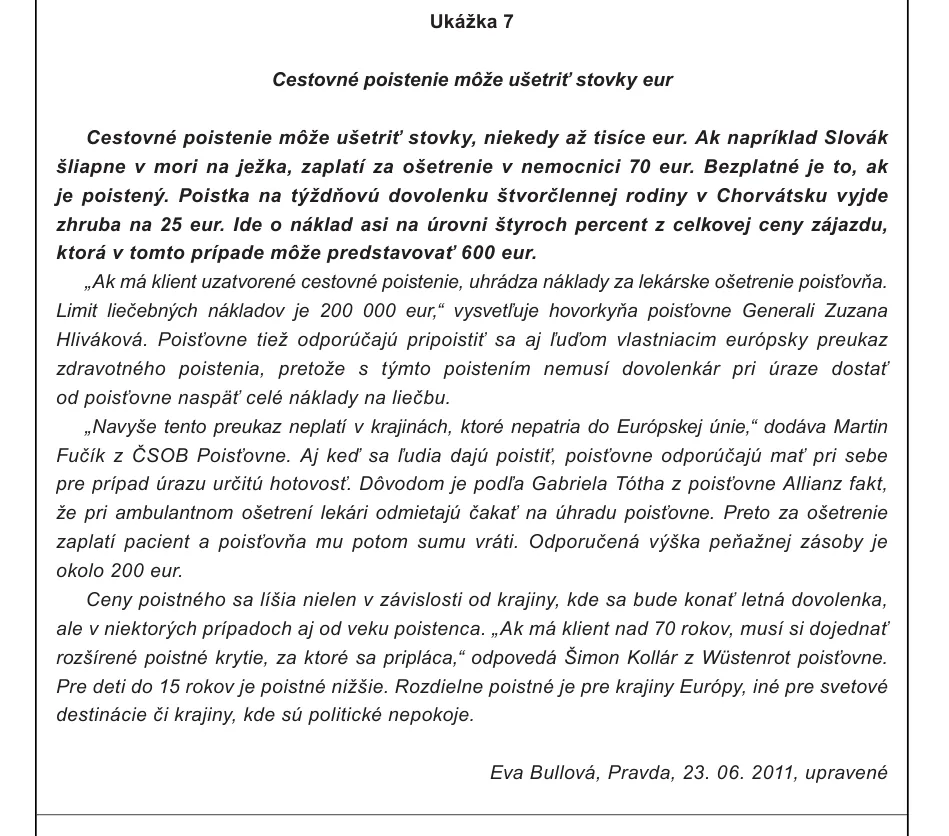 Ukážka 7
Cestovné poistenie môže ušetriť stovky eur
Cestovné poistenie môže ušetriť stovky, niekedy až tisíce eur. Ak napríklad Slovák
šliapne v mori na ježka, zaplatí za ošetrenie v nemocnici 70 eur. Bezplatné je to, ak
je poistený. Poistka na týždňovú dovolenku štvorčlennej rodiny v Chorvátsku vyjde
zhruba na 25 eur. Ide o náklad asi na úrovni štyroch percent z celkovej ceny zájazdu,
ktorá v tomto prípade môže predstavovať 600 eur.
„Ak má klient uzatvorené cestovné poistenie, uhrádza náklady za lekárske ošetrenie poisťovňa.
Limit liečebných nákladov je 200 000 eur,“ vysvetľuje hovorkyňa poisťovne Generali Zuzana
Hliváková. Poisťovne tiež odporúčajú pripoistiť sa aj ľuďom vlastniacim európsky preukaz
zdravotného poistenia, pretože s týmto poistením nemusí dovolenkár pri úraze dostať
od poisťovne naspäť celé náklady na liečbu.
„Navyše tento preukaz neplatí v krajinách, ktoré nepatria do Európskej únie,“ dodáva Martin
Fučík z ČSOB Poisťovne. Aj keď sa ľudia dajú poistiť, poisťovne odporúčajú mať pri sebe
pre prípad úrazu určitú hotovosť. Dôvodom je podľa Gabriela Tótha z poisťovne Allianz fakt,
že pri ambulantnom ošetrení lekári odmietajú čakať na úhradu poisťovne. Preto za ošetrenie
zaplatí pacient a poisťovňa mu potom sumu vráti. Odporučená výška peňažnej zásoby je
okolo 200 eur.
Ceny poistného sa líšia nielen v závislosti od krajiny, kde sa bude konať letná dovolenka,
ale v niektorých prípadoch aj od veku poistenca. „Ak má klient nad 70 rokov, musí si dojednať
rozšírené poistné krytie, za ktoré sa pripláca,“ odpovedá Šimon Kollár z Wüstenrot poisťovne.
Pre deti do 15 rokov je poistné nižšie. Rozdielne poistné je pre krajiny Európy, iné pre svetové
destinácie či krajiny, kde sú politické nepokoje.
Eva Bullová, Pravda, 23. 06. 2011, upravené